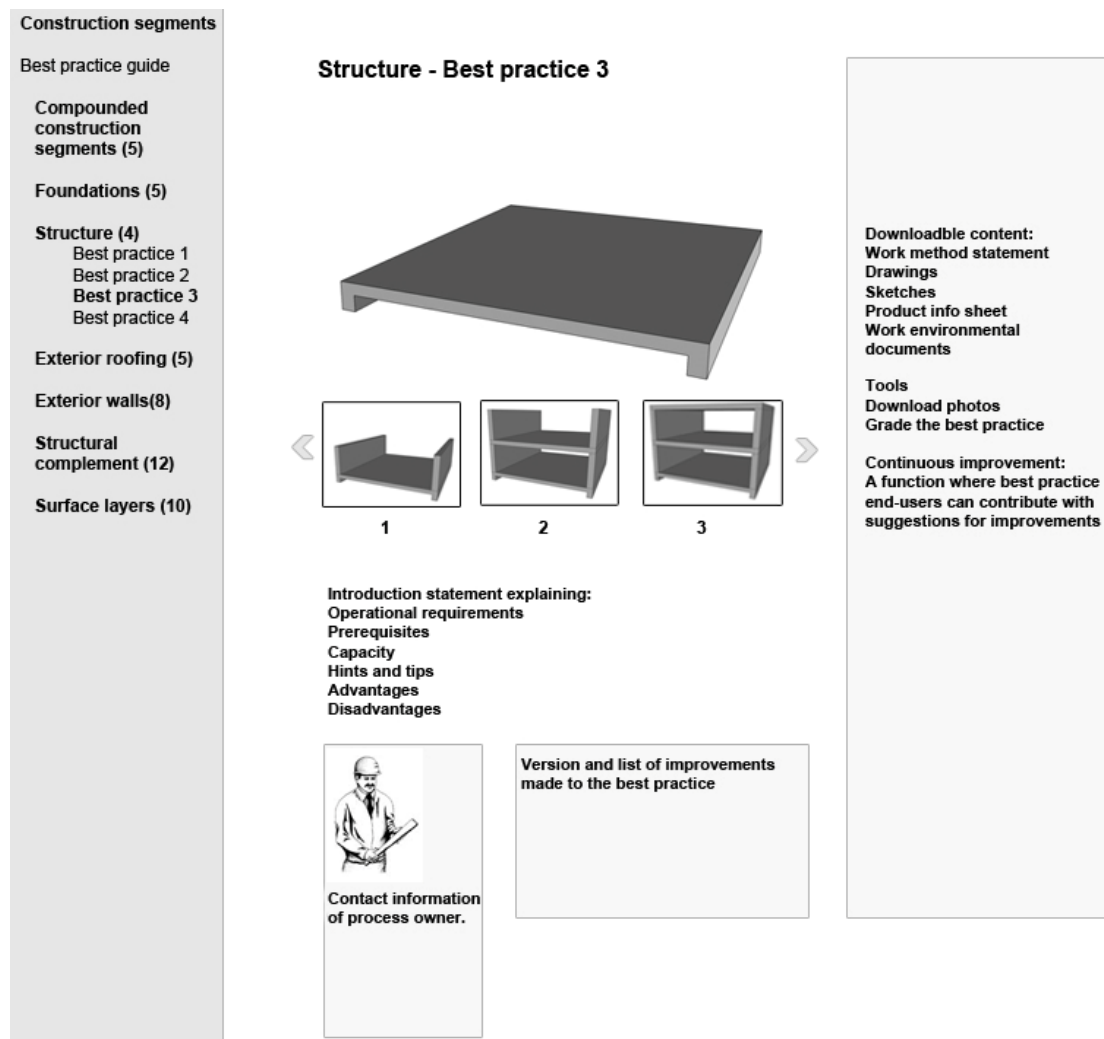 Construction segments
Best practice guide
Compounded
construction
segments (5)
Foundations (5)
Structure (4)
Best practice 1
Best practice 2
Best practice 3
Best practice 4
Exterior roofing (5)
Exterior walls(8)
Structural
complement (12)
Surface layers (10)
Structure - Best practice 3
1
2
3
Introduction statement explaining:
Operational requirements
Prerequisites
Capacity
Hints and tips
Advantages
Disadvantages
Contact information
of process owner.
Version and list of improvements
made to the best practice
Downloadble content:
Work method statement
Drawings
Sketches
Product info sheet
Work environmental
documents
Tools
Download photos
Grade the best practice
Continuous improvement:
A function where best practice
end-users can contribute with
suggestions for improvements